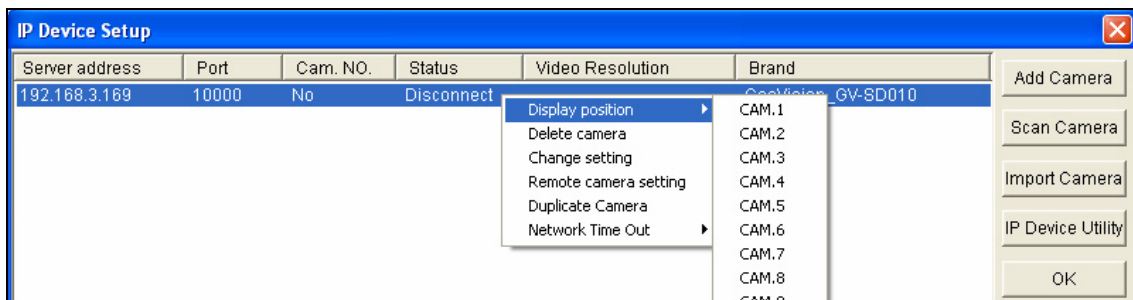 IP Device Setup
Server address Port Cam. NO. Status Video Resolution Brand
192.168.3.169 10000 No Disconnect GeoVision_GV-SD010
Display position
Delete camera
Change setting
Remote camera setting
Duplicate Camera
Network Time Out
CAM.1
CAM.2
CAM.3
CAM.4
CAM.5
CAM.6
CAM.7
CAM.8
Add Camera
Scan Camera
Import Camera
IP Device Utility
OK